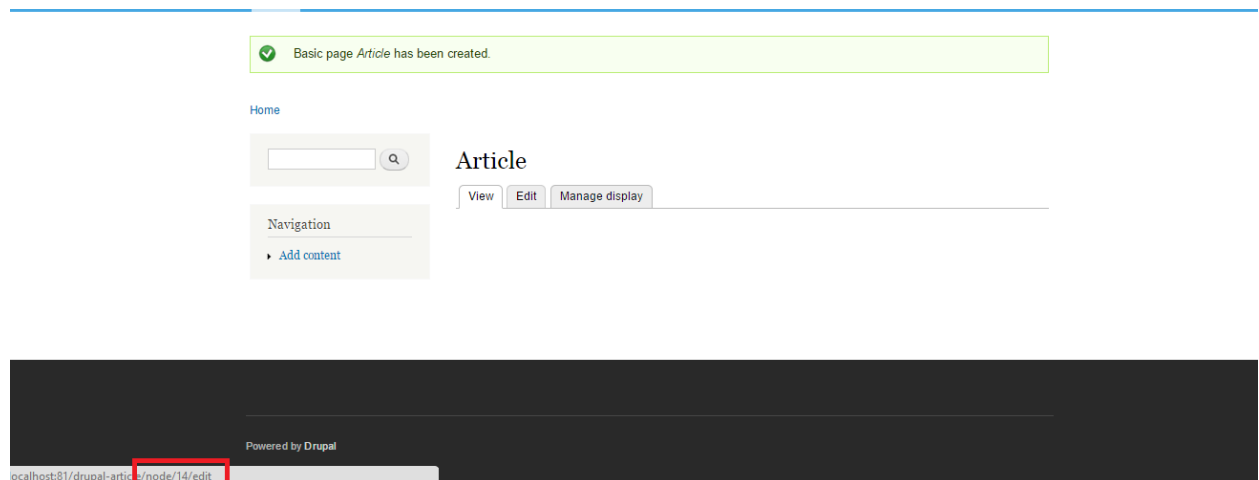 Basic page Article has been created.
Home
Article
View Edit Manage display
Navigation
Add content
Powered by Drupal
ocalhost:81/drupal-article/node/14/edit